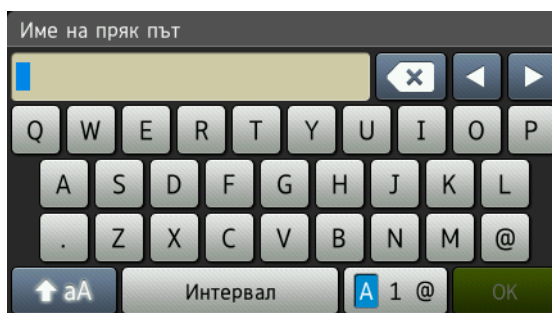 Име на пряк път
Q W E R T Y U I O P
A S D F G H J K L
. Z X C V B N M @
aA Интервал A 1 @ OK